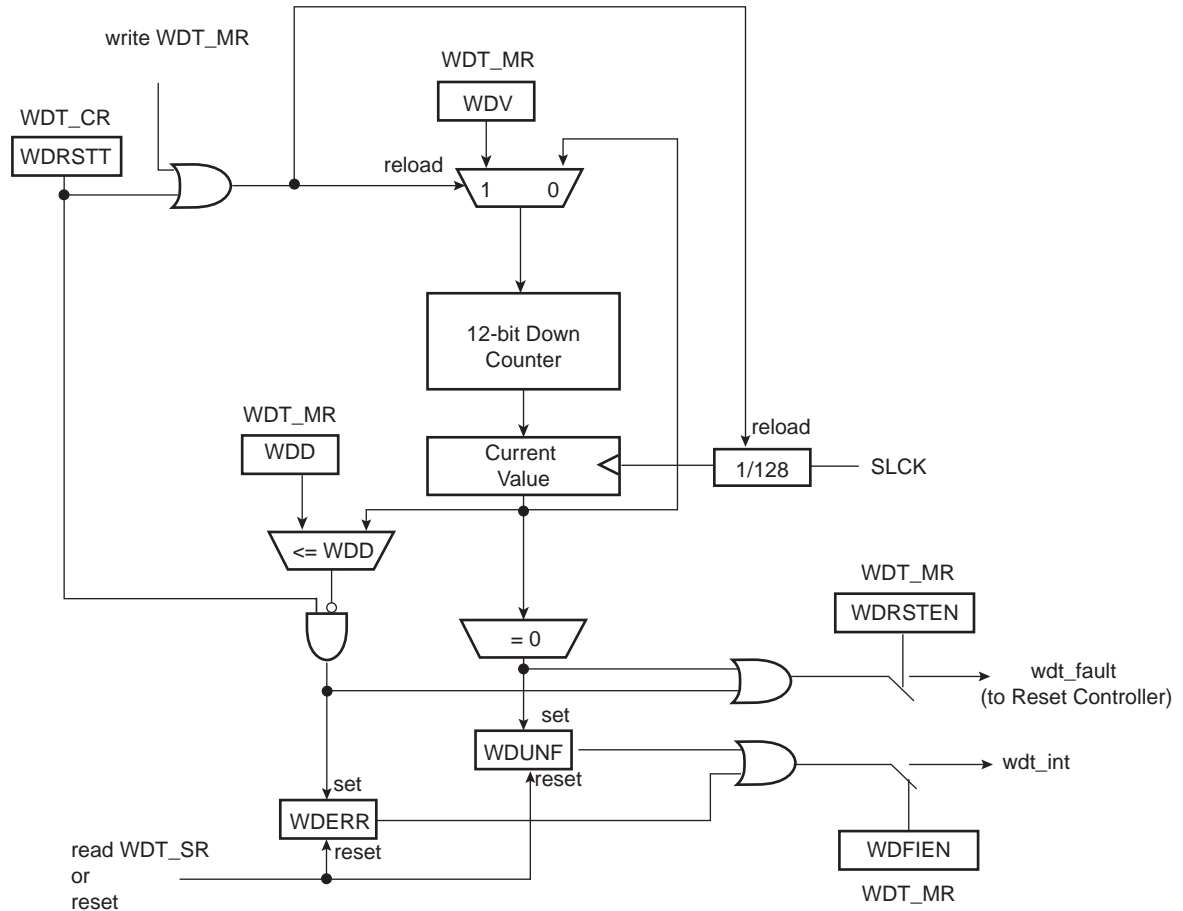 write WDT_MR
WDT_MR
WDV
WDT_CR
WDRSTT
reload
1 0
12-bit Down
Counter
WDT_MR
WDD
Current
Value
reload
1/128
SLCK
<= WDD
WDT_MR
WDRSTEN
= 0
wdt_fault
(to Reset Controller)
set
WDUNF
reset
wdt_int
set
WDERR
reset
WDFIEN
WDT_MR
read WDT_SR
or
reset